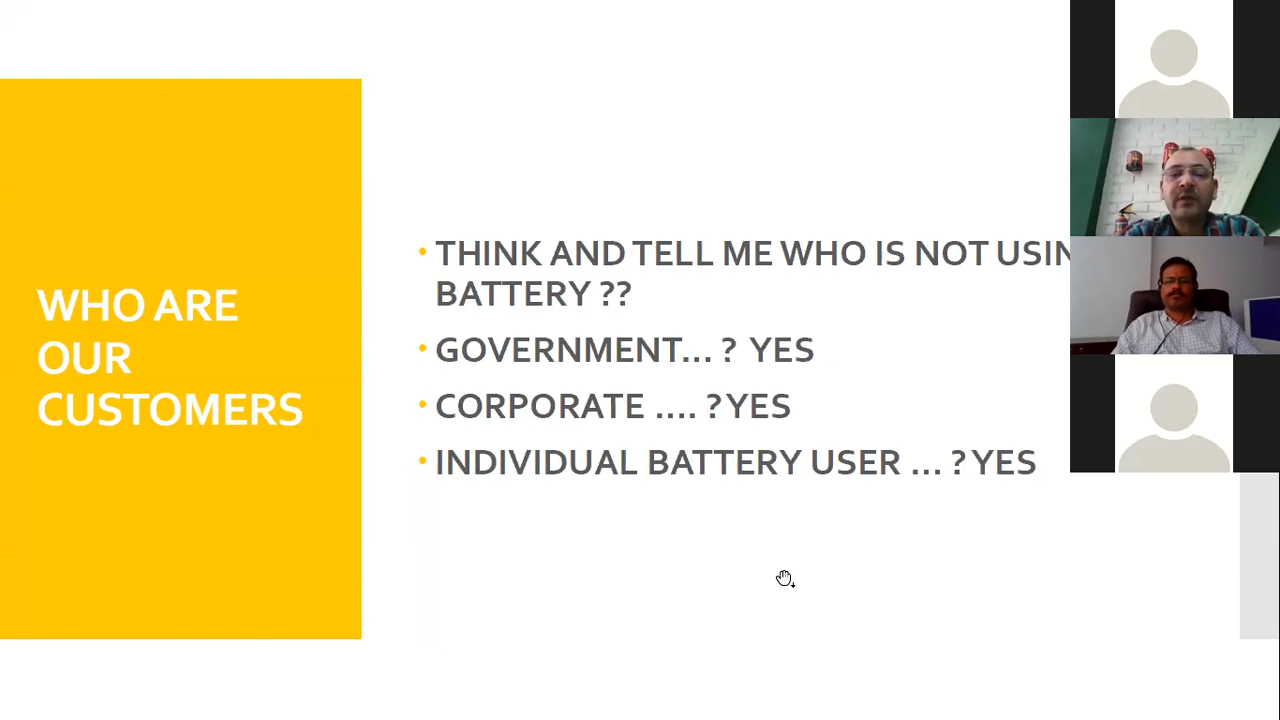 WHO ARE
OUR
CUSTOMERS
• THINK AND TELL ME WHO IS NOT USIN
BATTERY ??
• GOVERNMENT... ? YES
• CORPORATE .... ? YES
• INDIVIDUAL BATTERY USER ... ? YES